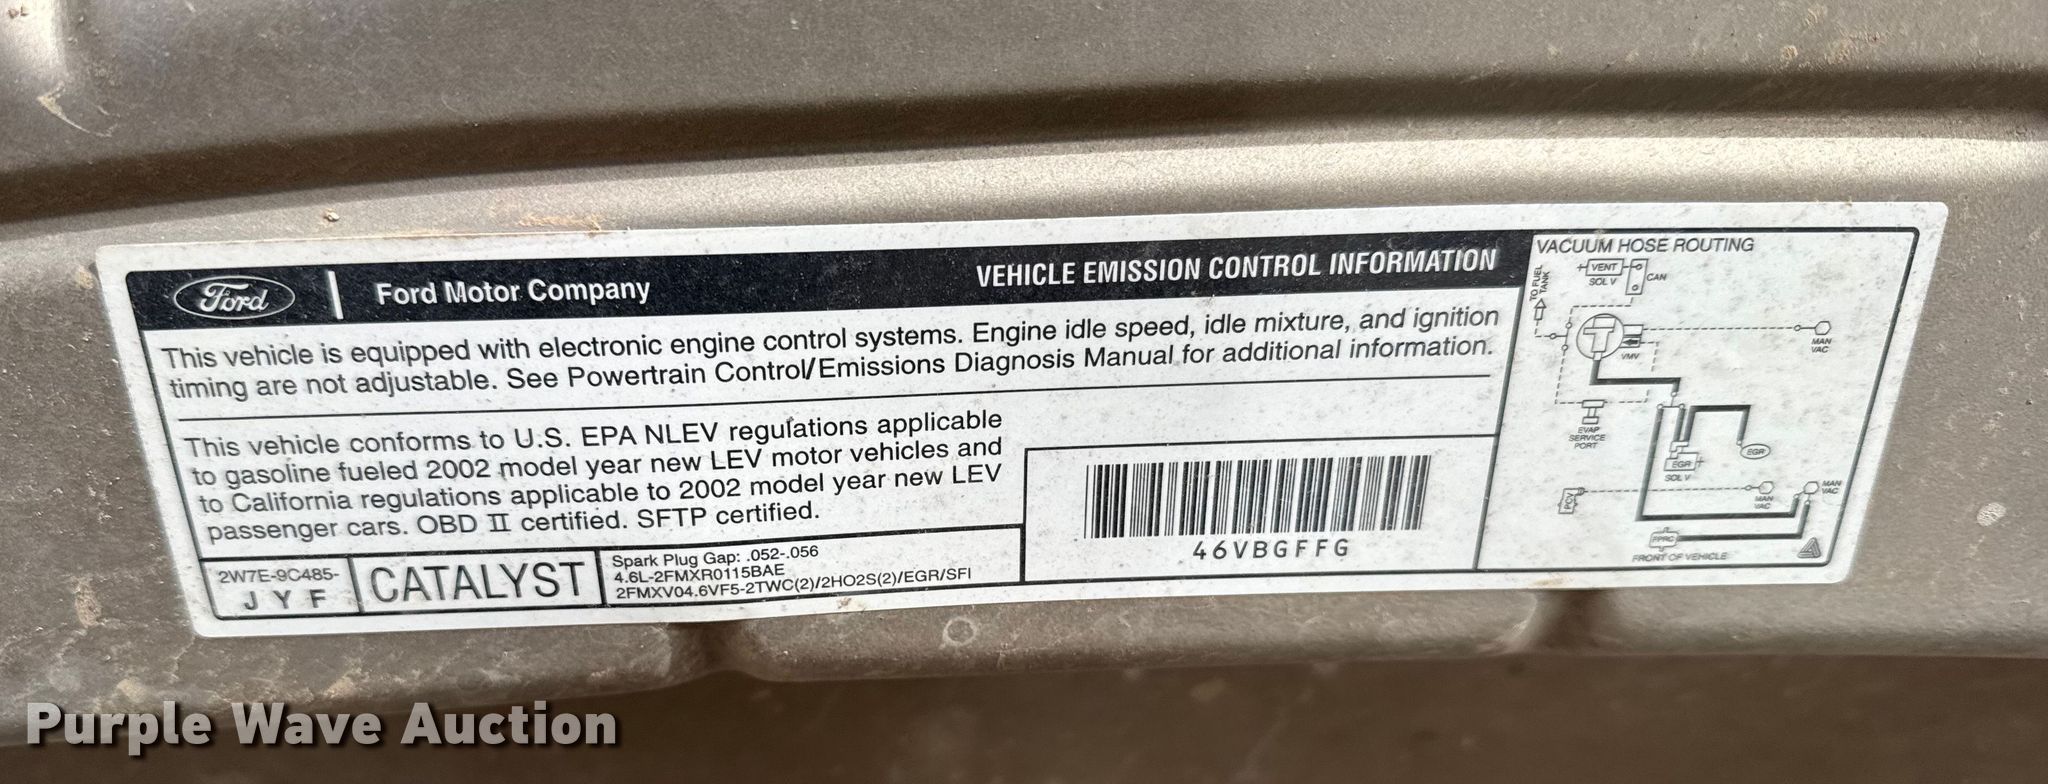 Ford
Ford Motor Company
VEHICLE EMISSION CONTROL INFORMATION
This vehicle is equipped with electronic engine control systems. Engine idle speed, idle mixture, and ignition
timing are not adjustable. See Powertrain Control/Emissions Diagnosis Manual for additional information.
This vehicle conforms to U.S. EPA NLEV regulations applicable
to gasoline fueled 2002 model year new LEV motor vehicles and
to California regulations applicable to 2002 model year new LEV
passenger cars. OBD II certified. SFTP certified.
2W7E-9C485-
J Y F
CATALYST
Spark Plug Gap: .052-.056
4.6L-2FMXR0115BAE
2FMXV04.6VF5-2TWC(2)/2HO2S(2)/EGR/SFI
46VBGFFG
VACUUM HOSE ROUTING
TO FUEL
TANK
VENT
SOL V
CAN
VMV
MAN
VAC
EVAP
SERVICE
PORT
EGR
SOL V
EGR
PCV
MAN
VAC
MAN
VAC
FPRC
FRONT OF VEHICLE
Purple Wave Auction